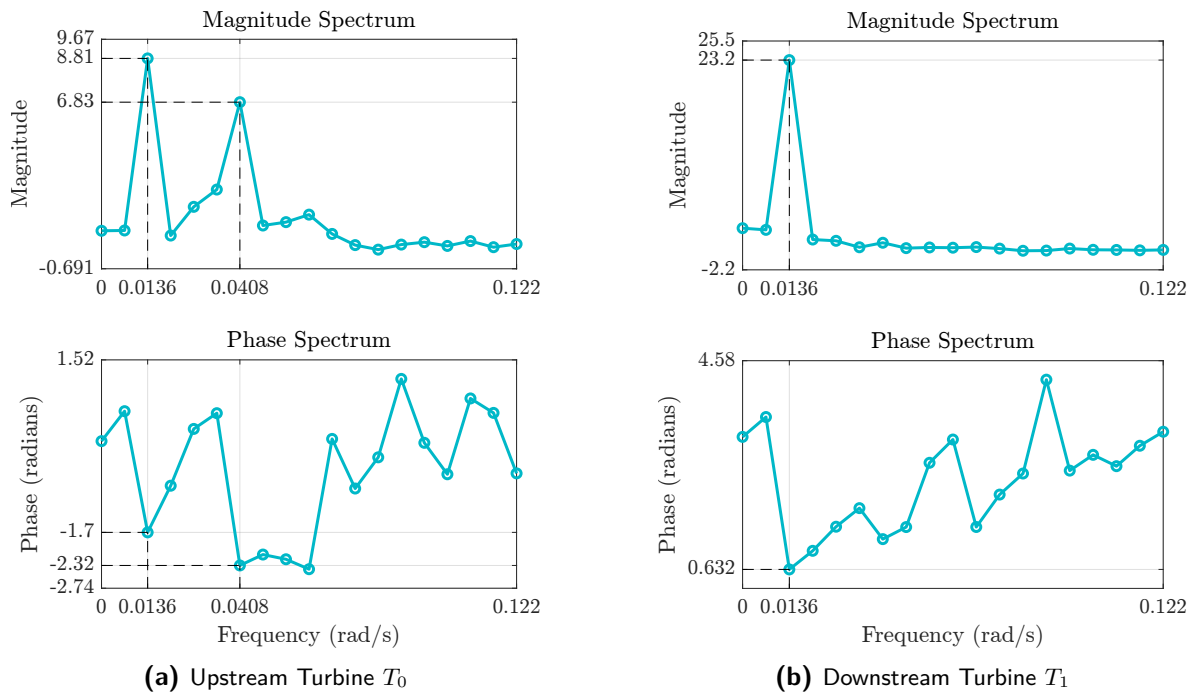 Magnitude Spectrum
9.67
8.81
6.83
-0.691
Magnitude
0 0.0136 0.0408 0.122
Phase Spectrum
1.52
-1.7
-2.32
-2.74
Phase (radians)
0 0.0136 0.0408 0.122
Frequency (rad/s)
(a) Upstream Turbine T₀
Magnitude Spectrum
25.5
23.2
-2.2
Magnitude
0 0.0136 0.122
Phase Spectrum
4.58
0.632
Phase (radians)
0 0.0136 0.122
Frequency (rad/s)
(b) Downstream Turbine T₁